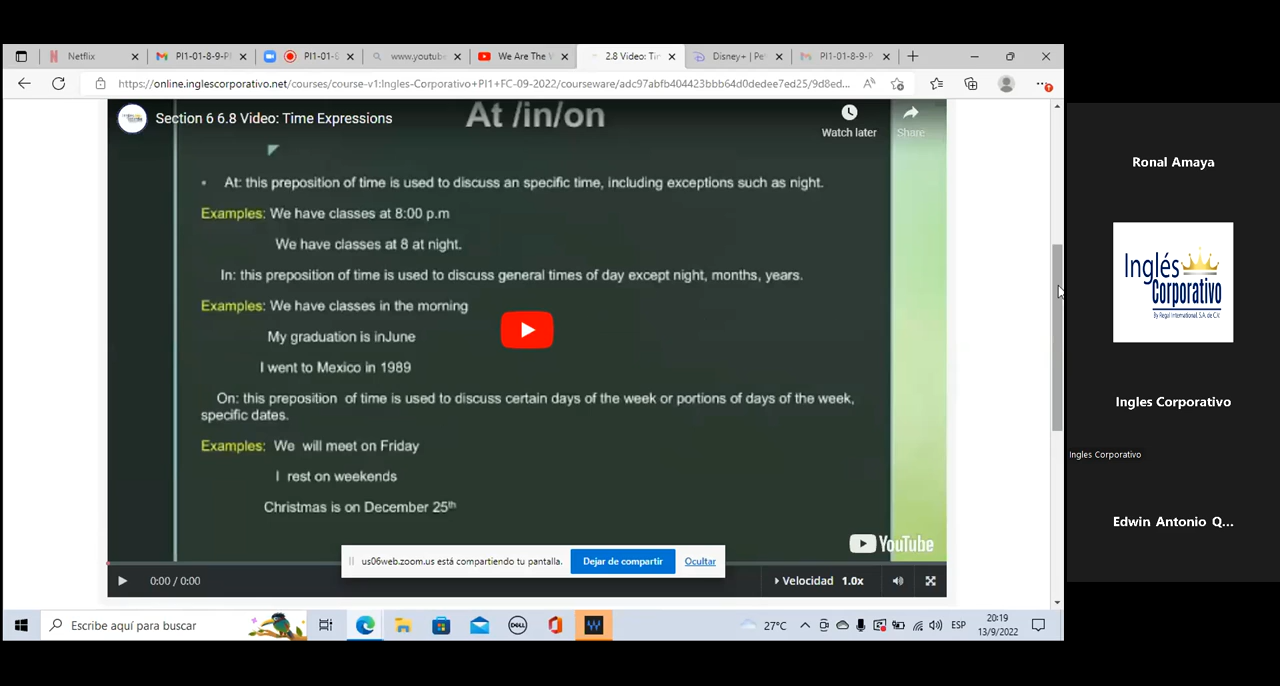 Netflix
PI1-01-8-9-PF
PI1-01-8
www.youtube
We Are The W
2.8 Video: Tim
Disney+ | Pe
PI1-01-8-9-P
https://online.inglescorporativo.net/courses/course-v1:Ingles-Corporativo+PI1+FC-09-2022/courseware/adc97abfb404423bbb64d0dedee7ed25/9d8ed...
Section 6 6.8 Video: Time Expressions
At /in/on
Watch later
Share
• At: this preposition of time is used to discuss an specific time, including exceptions such as night.
Examples: We have classes at 8:00 p.m
We have classes at 8 at night.
In: this preposition of time is used to discuss general times of day except night, months, years.
Examples: We have classes in the morning
My graduation is inJune
I went to Mexico in 1989
On: this preposition of time is used to discuss certain days of the week or portions of days of the week,
specific dates.
Examples: We will meet on Friday
I rest on weekends
Christmas is on December 25th
YouTube
us06web.zoom.us está compartiendo tu pantalla.
Dejar de compartir
Ocultar
0:00 / 0:00
Velocidad 1.0x
Escribe aquí para buscar
DELL
27°C
ESP
20:19
13/9/2022
Ronal Amaya
Inglés
Corporativo
By Regal International S.A. de C.V.
Ingles Corporativo
Ingles Corporativo
Edwin Antonio Q...